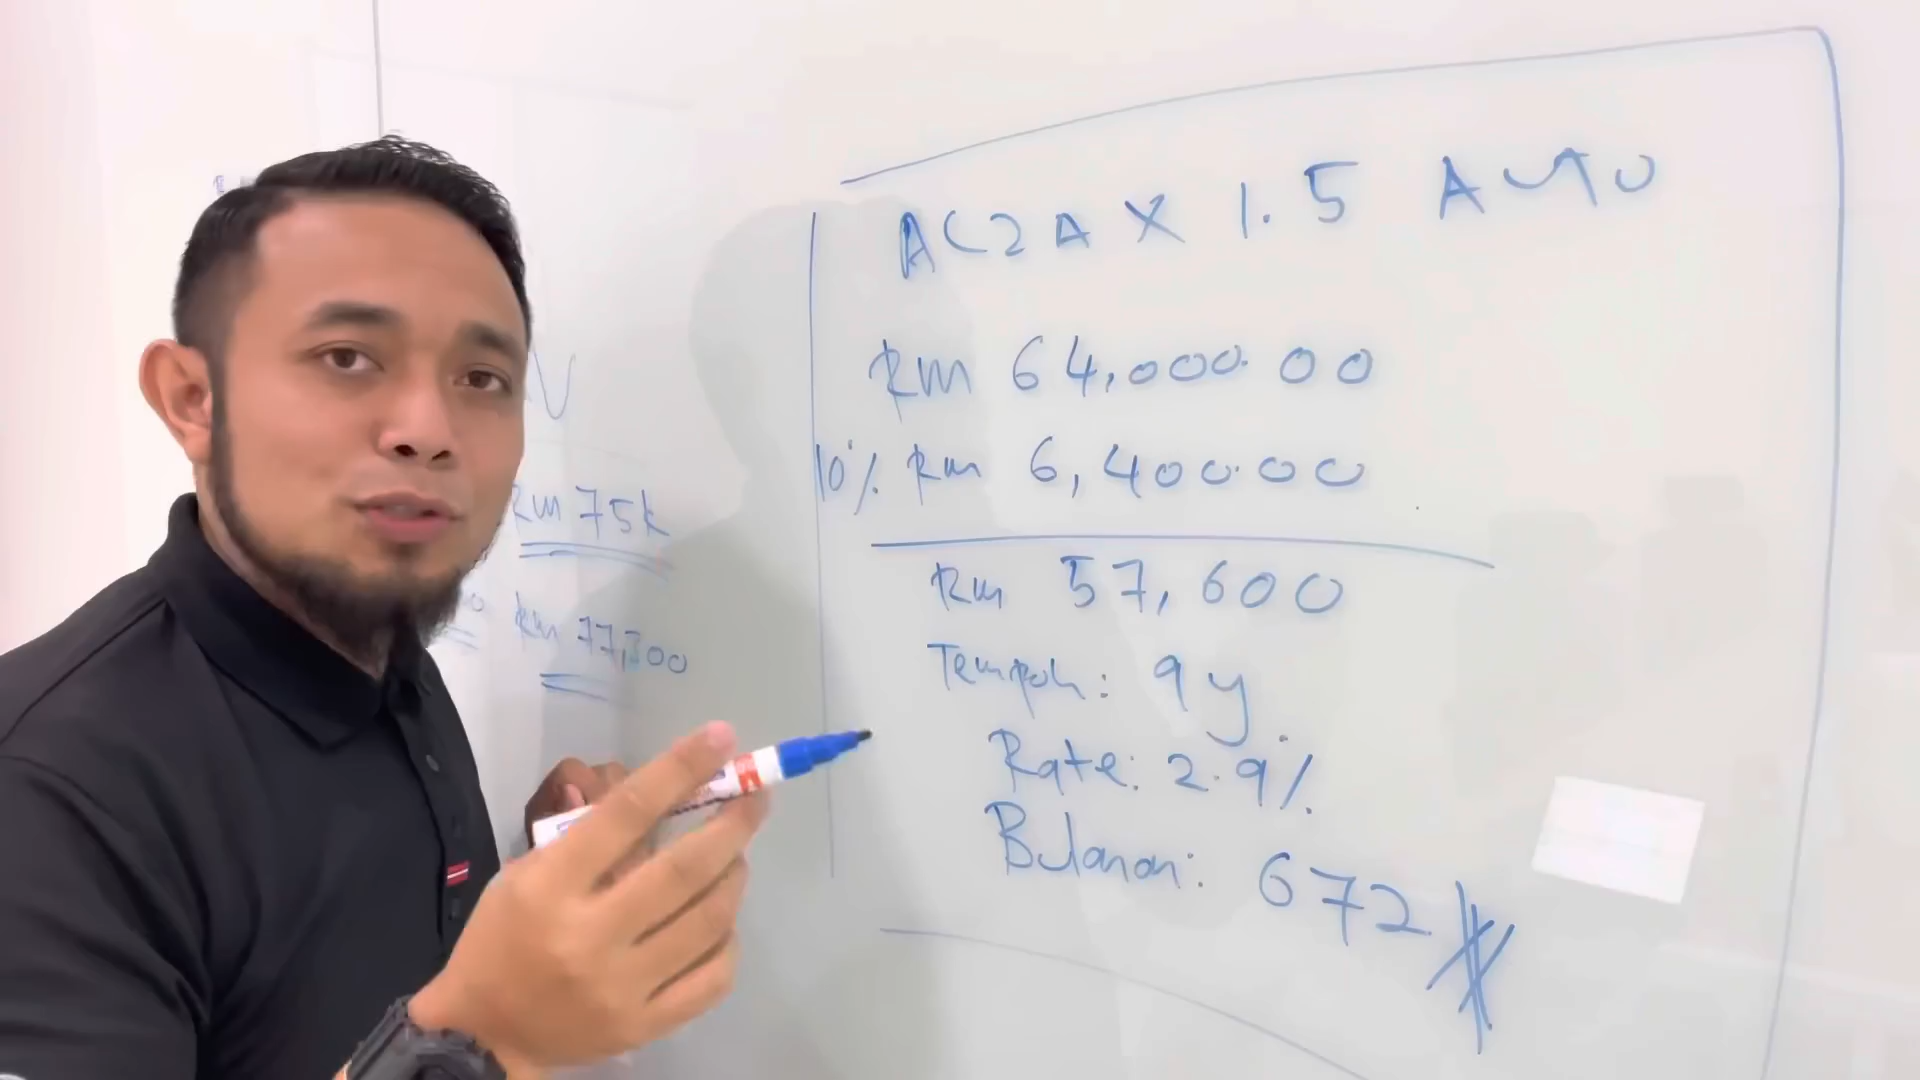 RM 75k
RM 77,300
AC2A X 1.5 AUTO
RM 64,000.00
10% RM 6,400.00
RM 57,600
Tempoh: 9y
Rate: 2.9%
Bulanan: 672